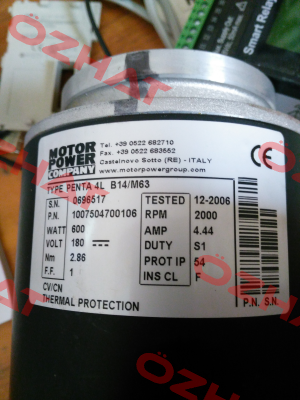 Smart Relay
MOTOR POWER COMPANY
Tel. +39 0522 682710
Fax. +39 0522 683552
Castelnovo Sotto (RE) - ITALY
www.motorpowergroup.com
CE
TYPE PENTA 4L B14/M63
S.N. 0696517 TESTED 12-2006
P.N. 1007504700106 RPM 2000
WATT 600 AMP 4.44
VOLT 180 DUTY S1
Nm 2.86 PROT IP 54
F.F. 1 INS CL F
CV/CN P.N. S.N.
THERMAL PROTECTION
OZHAT